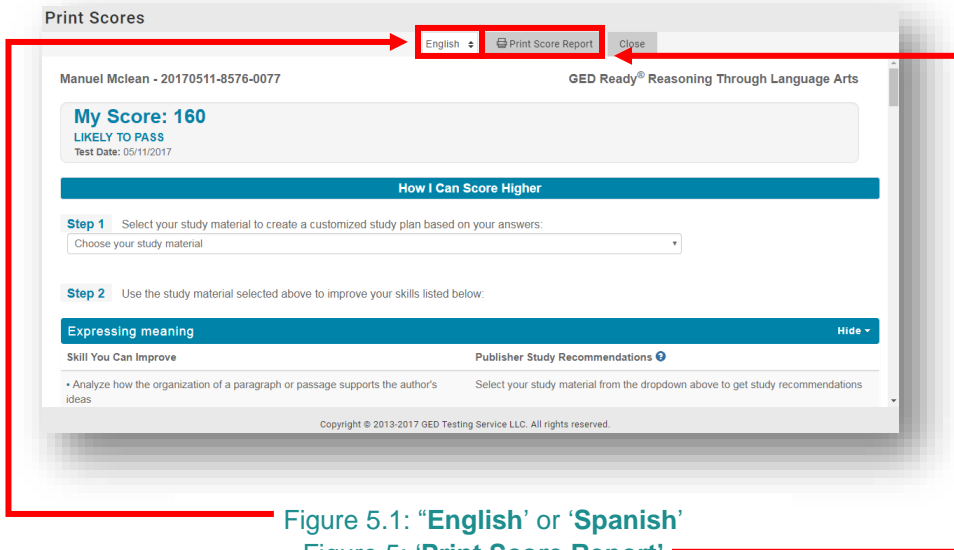 Print Scores
English Print Score Report Close
Manuel Mclean - 20170511-8576-0077 GED Ready® Reasoning Through Language Arts
My Score: 160
LIKELY TO PASS
Test Date: 05/11/2017
How I Can Score Higher
Step 1 Select your study material to create a customized study plan based on your answers:
Choose your study material
Step 2 Use the study material selected above to improve your skills listed below:
Expressing meaning Hide
Skill You Can Improve Publisher Study Recommendations ?
• Analyze how the organization of a paragraph or passage supports the author's Select your study material from the dropdown above to get study recommendations
ideas
Copyright © 2013-2017 GED Testing Service LLC. All rights reserved.
Figure 5.1: “English’ or ‘Spanish’
Figure 5: ‘Print Score Report’